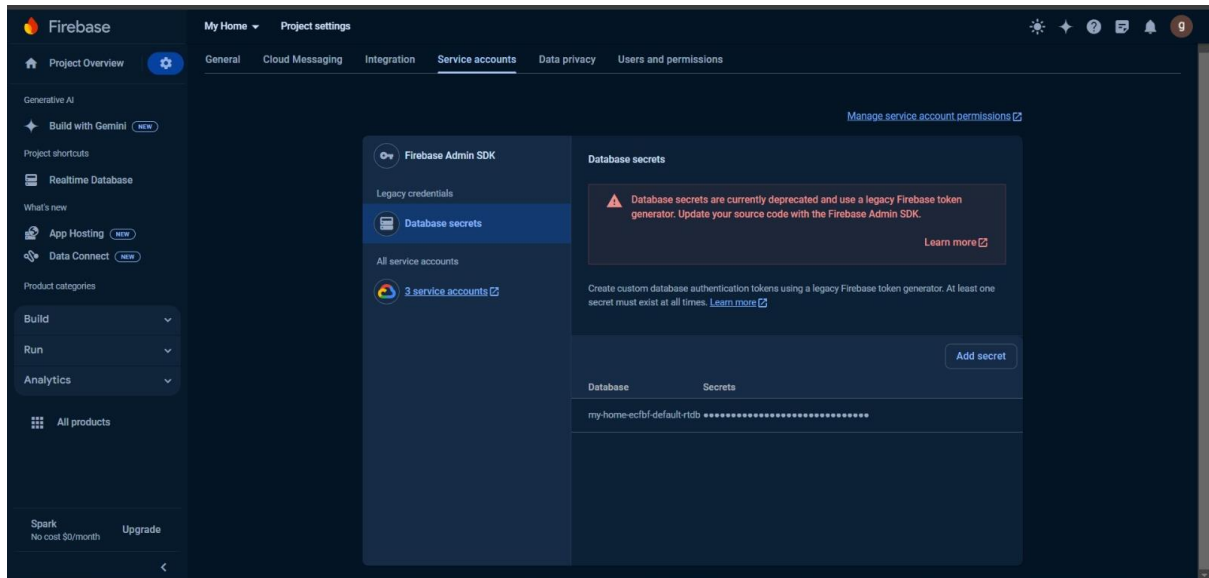 Firebase
My Home Project settings
g
Project Overview
General Cloud Messaging Integration Service accounts Data privacy Users and permissions
Generative AI
Build with Gemini NEW
Project shortcuts
Realtime Database
What's new
App Hosting NEW
Data Connect NEW
Product categories
Build
Run
Analytics
All products
Spark
No cost $0/month
Upgrade
Manage service account permissions
Firebase Admin SDK
Legacy credentials
Database secrets
All service accounts
3 service accounts
Database secrets
Database secrets are currently deprecated and use a legacy Firebase token
generator. Update your source code with the Firebase Admin SDK.
Learn more
Create custom database authentication tokens using a legacy Firebase token generator. At least one
secret must exist at all times. Learn more
Add secret
Database Secrets
my-home-ecfbf-default-rtdb ••••••••••••••••••••••••••••••